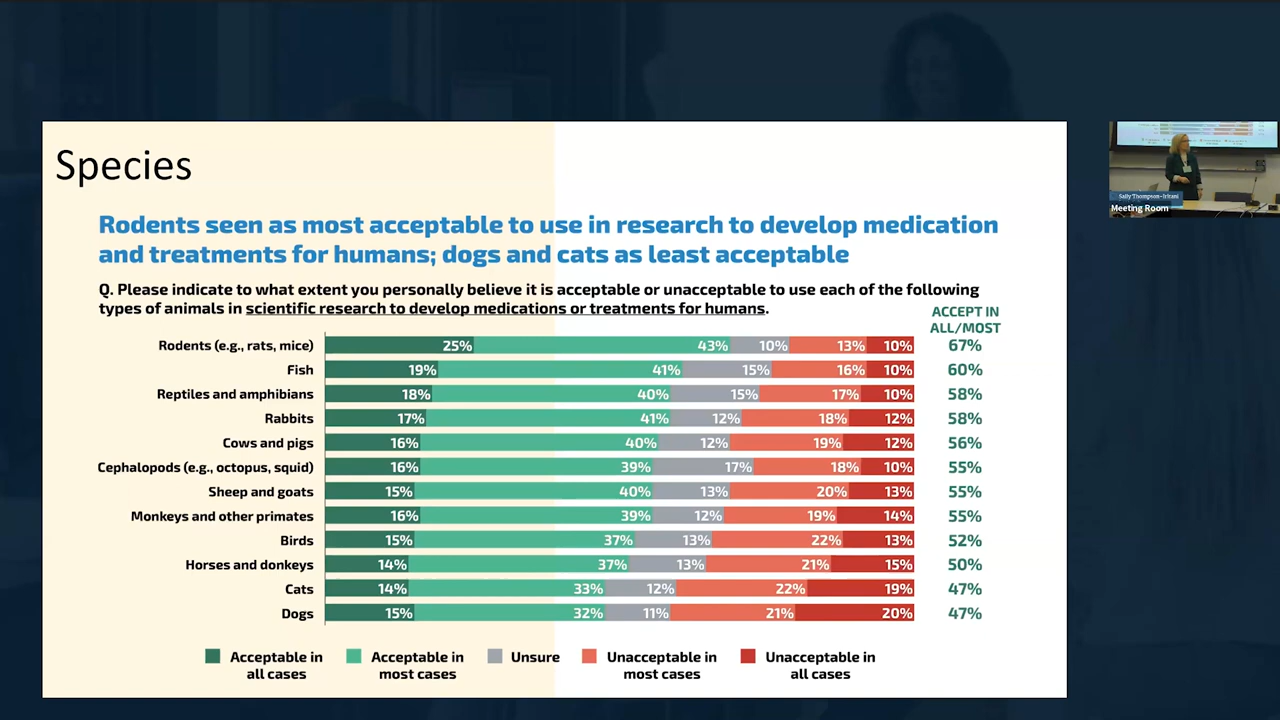 Species
Rodents seen as most acceptable to use in research to develop medication
and treatments for humans; dogs and cats as least acceptable
Q. Please indicate to what extent you personally believe it is acceptable or unacceptable to use each of the following
types of animals in scientific research to develop medications or treatments for humans.
ACCEPT IN
ALL/MOST
Rodents (e.g., rats, mice) 25% 43% 10% 13% 10% 67%
Fish 19% 41% 15% 16% 10% 60%
Reptiles and amphibians 18% 40% 15% 17% 10% 58%
Rabbits 17% 41% 12% 18% 12% 58%
Cows and pigs 16% 40% 12% 19% 12% 56%
Cephalopods (e.g., octopus, squid) 16% 39% 17% 18% 10% 55%
Sheep and goats 15% 40% 13% 20% 13% 55%
Monkeys and other primates 16% 39% 12% 19% 14% 55%
Birds 15% 37% 13% 22% 13% 52%
Horses and donkeys 14% 37% 13% 21% 15% 50%
Cats 14% 33% 12% 22% 19% 47%
Dogs 15% 32% 11% 21% 20% 47%
Acceptable in all cases
Acceptable in most cases
Unsure
Unacceptable in most cases
Unacceptable in all cases
Sally Thompson-Iritani
Meeting Room